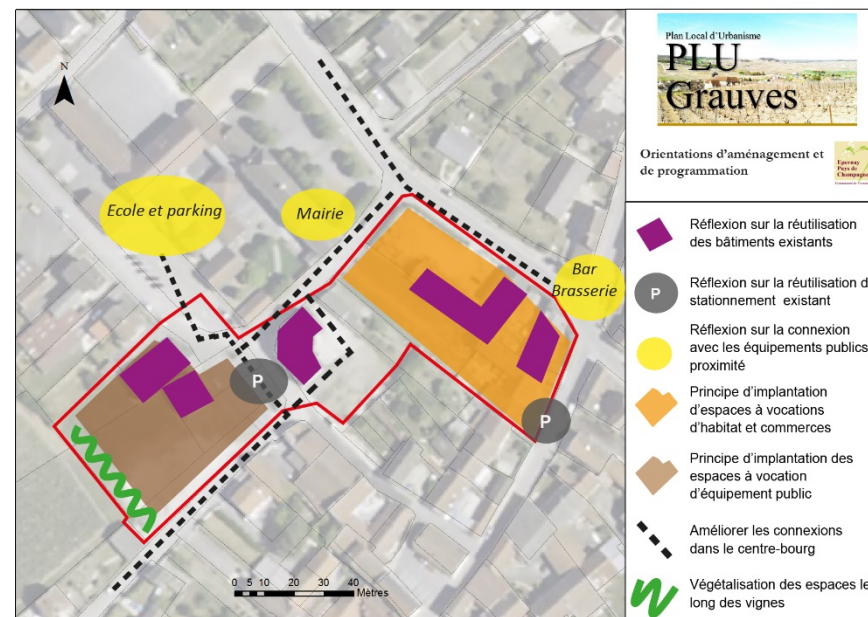 N
Ecole et parking
Mairie
Bar
Brasserie
P
P
0 5 10 20 30 40
Mètres
Plan Local d'Urbanisme
PLU
Grauves
Orientations d'aménagement et
de programmation
Epernay
Pays de
Champagne
Réflexion sur la réutilisation
des bâtiments existants
P
Réflexion sur la réutilisation d
stationnement existant
Réflexion sur la connexion
avec les équipements publics
proximité
Principe d'implantation
d'espaces à vocations
d'habitat et commerces
Principe d'implantation des
espaces à vocation
d'équipement public
Améliorer les connexions
dans le centre-bourg
Végétalisation des espaces le
long des vignes